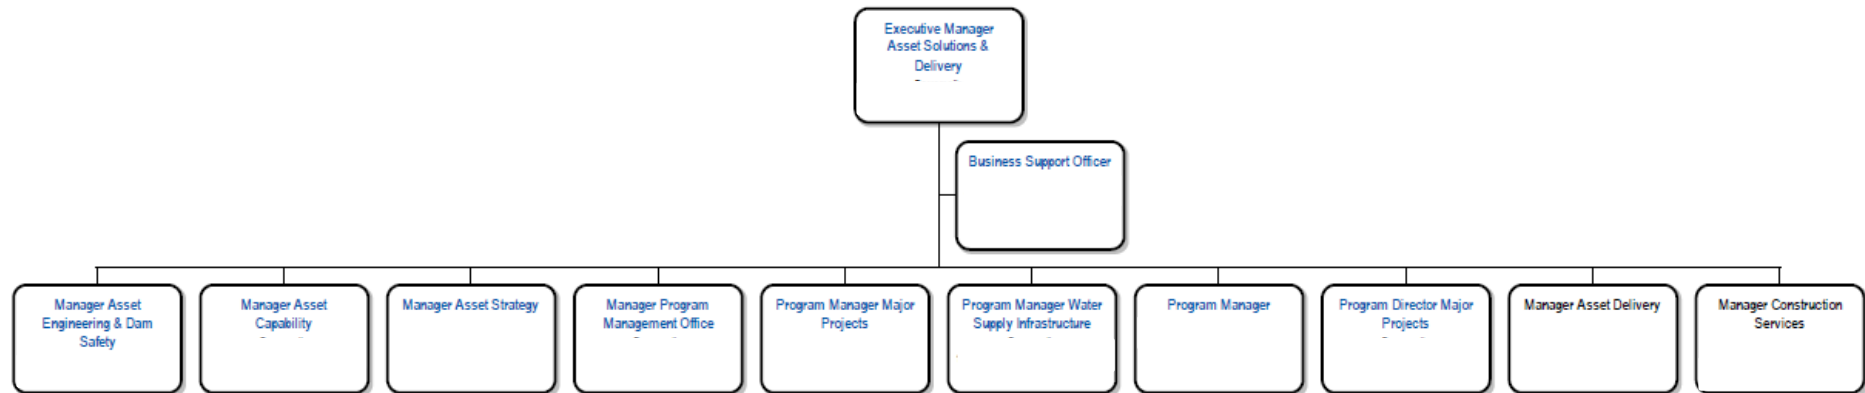 Executive Manager
Asset Solutions &
Delivery
Business Support Officer
Manager Asset
Engineering & Dam
Safety
Manager Asset
Capability
Manager Asset Strategy
Manager Program
Management Office
Program Manager Major
Projects
Program Manager Water
Supply Infrastructure
Program Manager
Program Director Major
Projects
Manager Asset Delivery
Manager Construction
Services